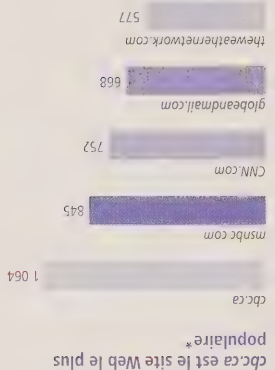 cbc.ca est le site Web le plus
populaire*
cbc.ca
1 064
msnbc.com
845
CNN.com
752
globeandmail.com
668
theweathernetwork.com
577